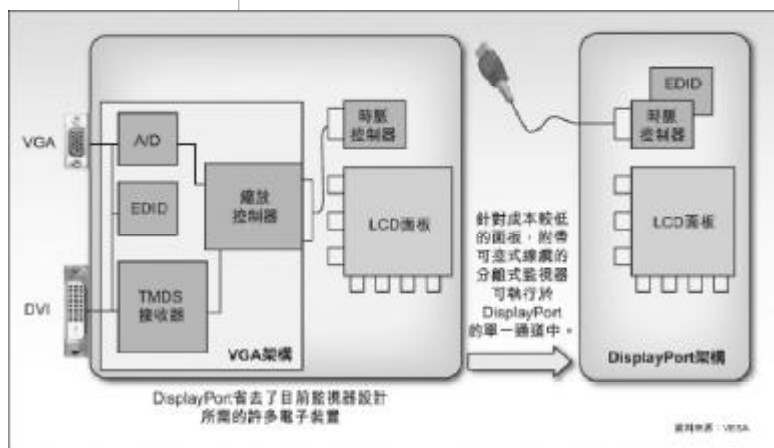 VGA
DVI
A/D
EDID
TMDS
接收器
縮放
控制器
VGA架構
時脈
控制器
LCD面板
針對成本較低
的面板，附帶
可拴式線纜的
分離式監視器
可執行於
DisplayPort
的單一通道中。
EDID
時脈
控制器
LCD面板
DisplayPort架構
DisplayPort省去了目前監視器設計
所需的許多電子裝置
資料來源：VESA